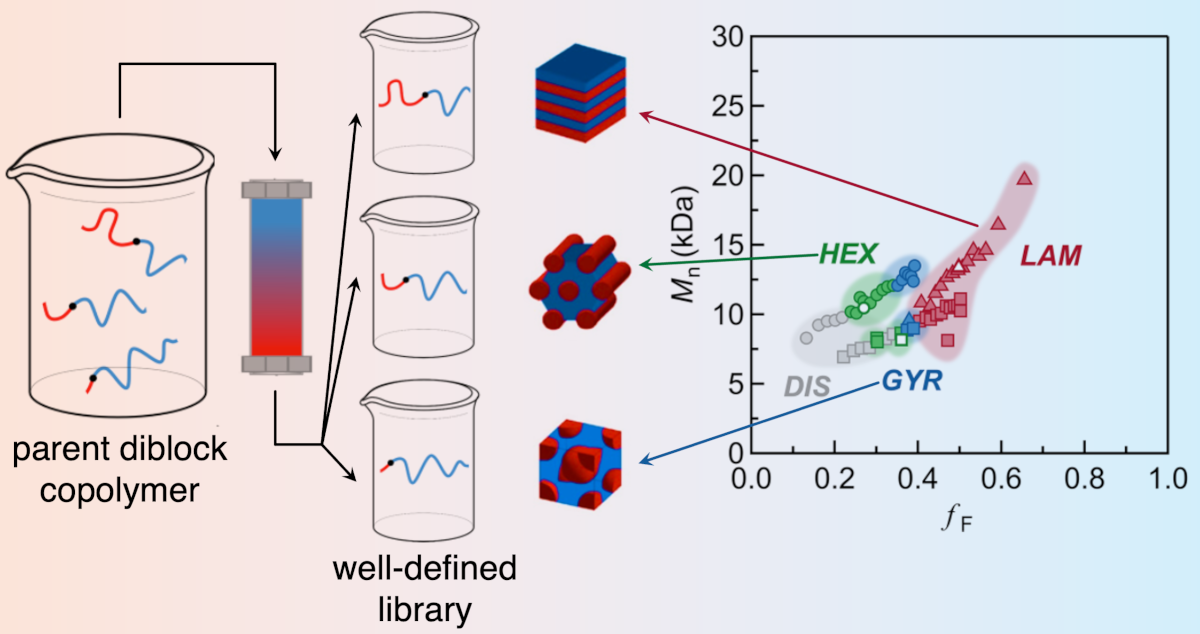 parent diblock
copolymer
well-defined
library
30
25
20
15
10
5
0
Mn (kDa)
HEX
LAM
DIS
GYR
0.0 0.2 0.4 0.6 0.8 1.0
fF